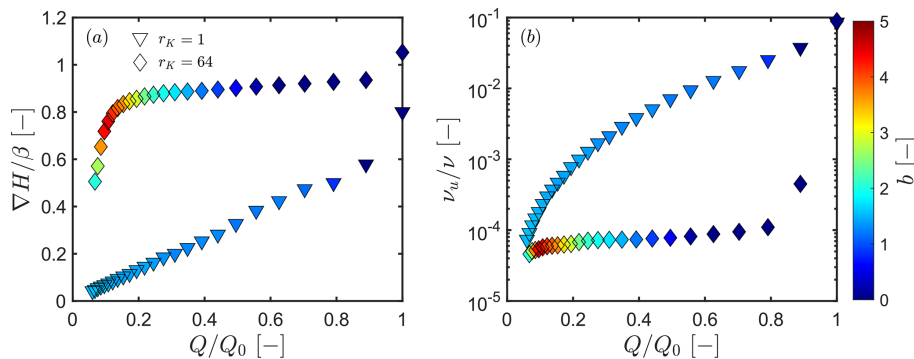 (a)
▽ r_K = 1
◇ r_K = 64
1.2
1
0.8
0.6
0.4
0.2
0
∇H/β [−]
0 0.2 0.4 0.6 0.8 1
Q/Q_0 [−]
(b)
10^-1
10^-2
10^-3
10^-4
10^-5
ν_u/ν [−]
0 0.2 0.4 0.6 0.8 1
Q/Q_0 [−]
5
4
3
2
1
0
b [−]